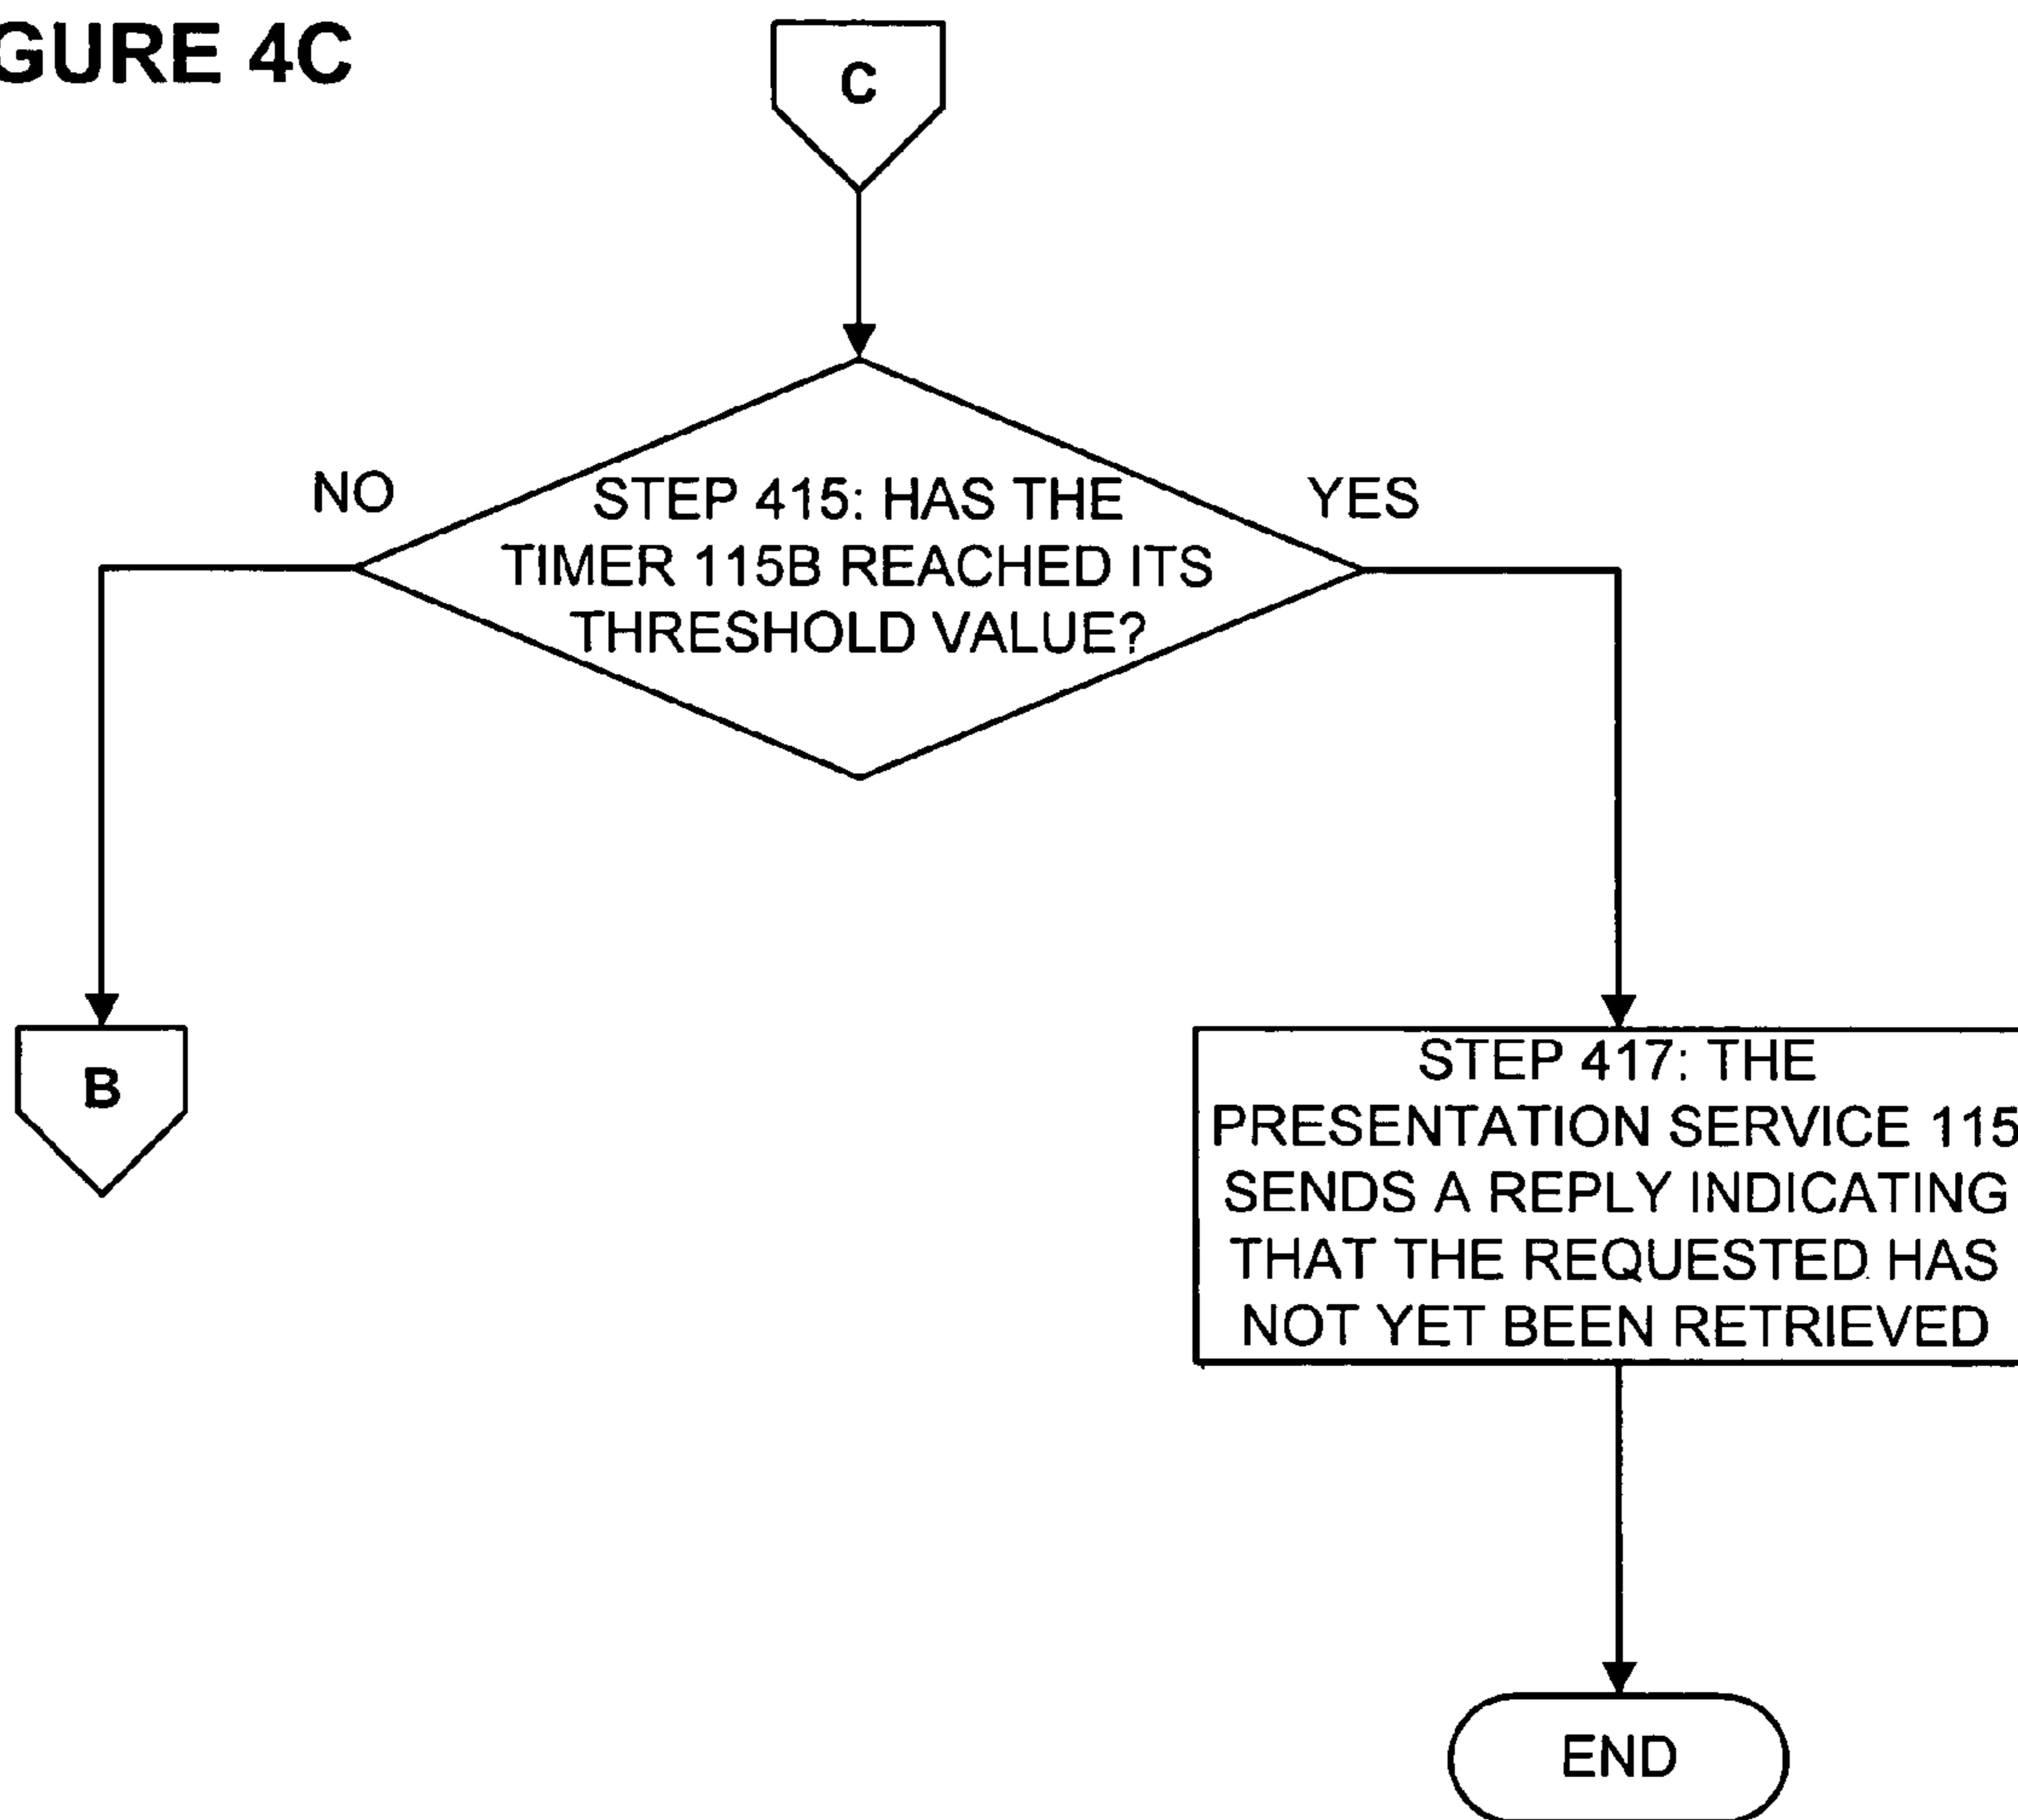 GURE 4C
C
NO
STEP 415: HAS THE
YES
TIMER 115B REACHED ITS
THRESHOLD VALUE?
B
STEP 417: THE
PRESENTATION SERVICE 115
SENDS A REPLY INDICATING
THAT THE REQUESTED HAS
NOT YET BEEN RETRIEVED
END